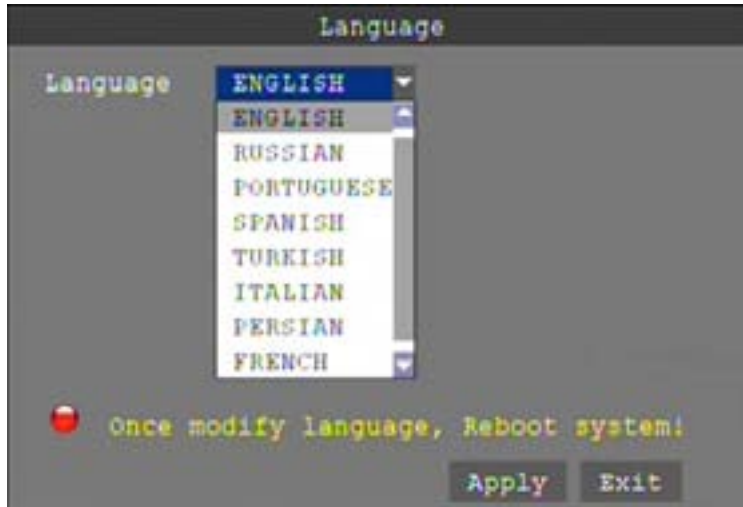 Language
Language ENGLISH
ENGLISH
RUSSIAN
PORTUGUESE
SPANISH
TURKISH
ITALIAN
PERSIAN
FRENCH
Once modify language, Reboot system!
Apply Exit